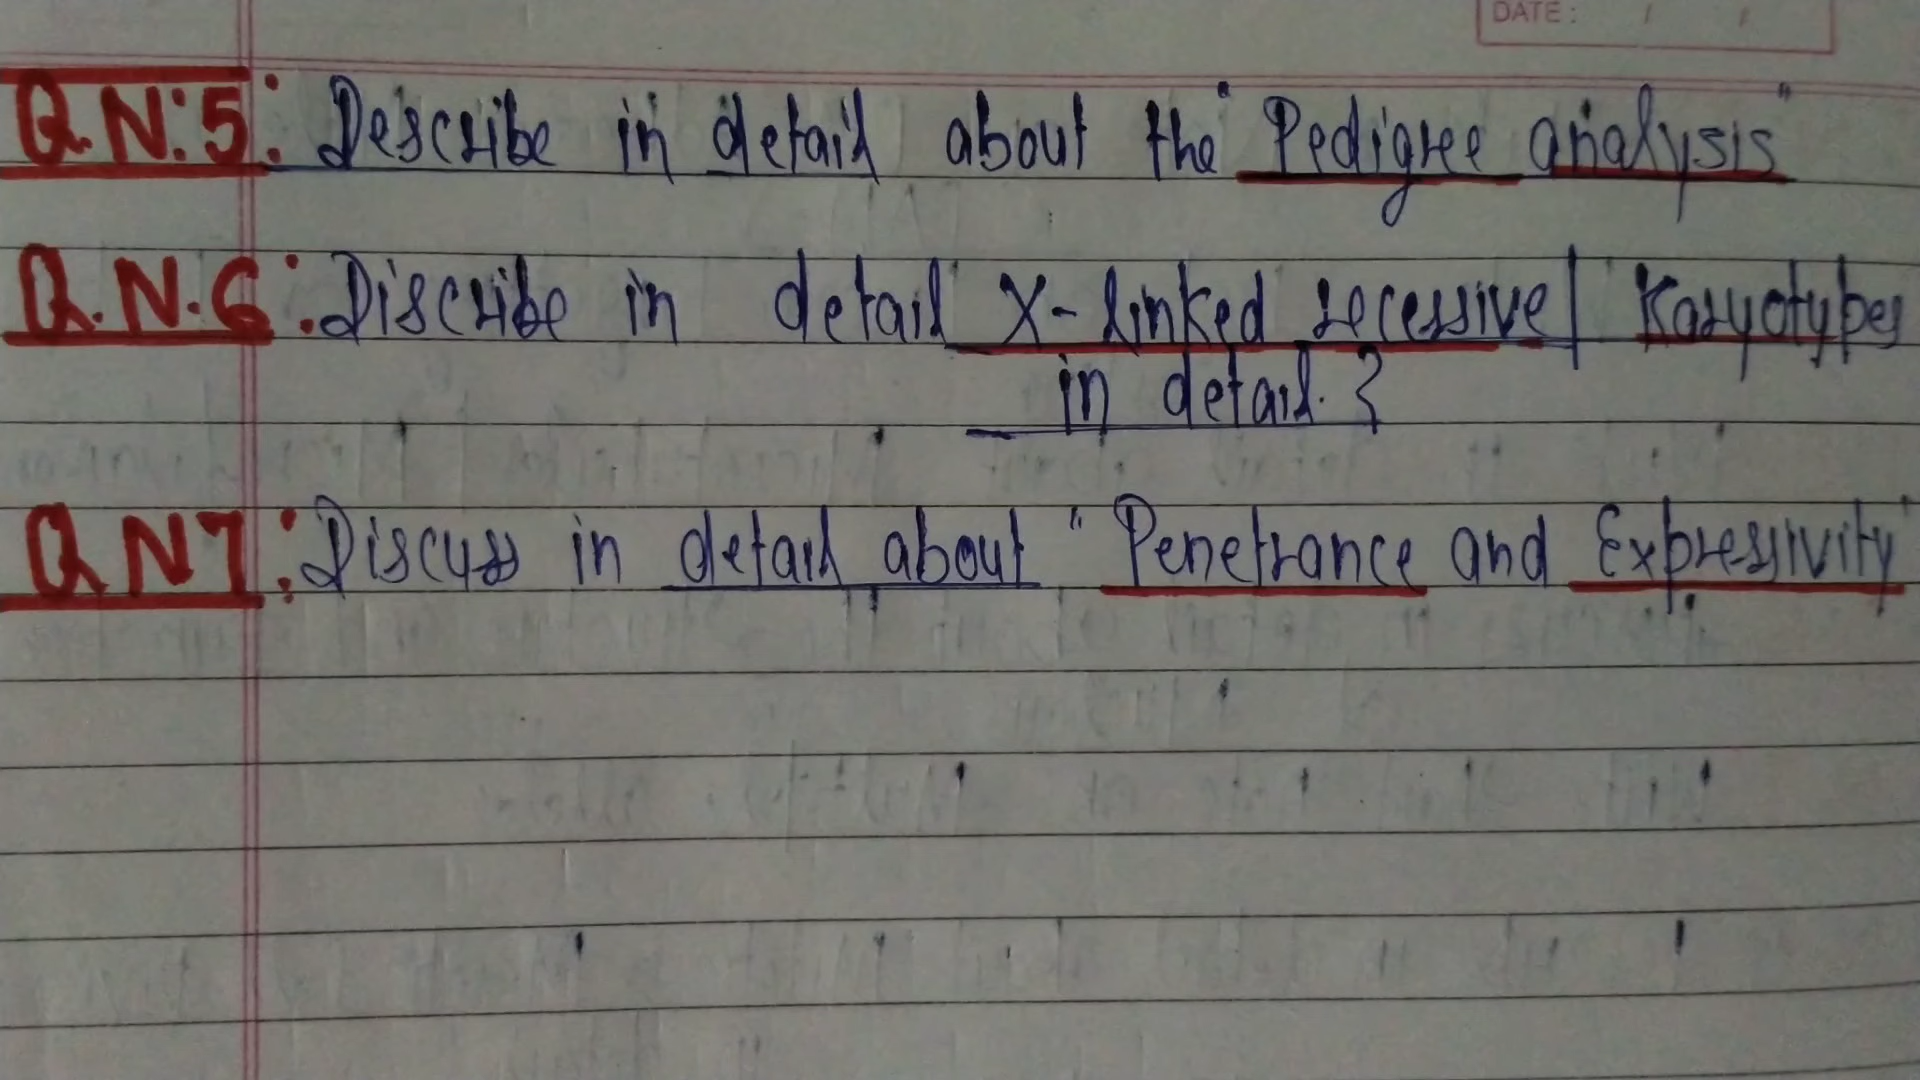 DATE: / /
Q.N:5: Describe in detail about the "Pedigree analysis"
Q.N.6: Discribe in detail X-linked recessive| Karyotypes
in detail. ?
Q N 7: Discuss in detail about "Penetrance and Expressivity"